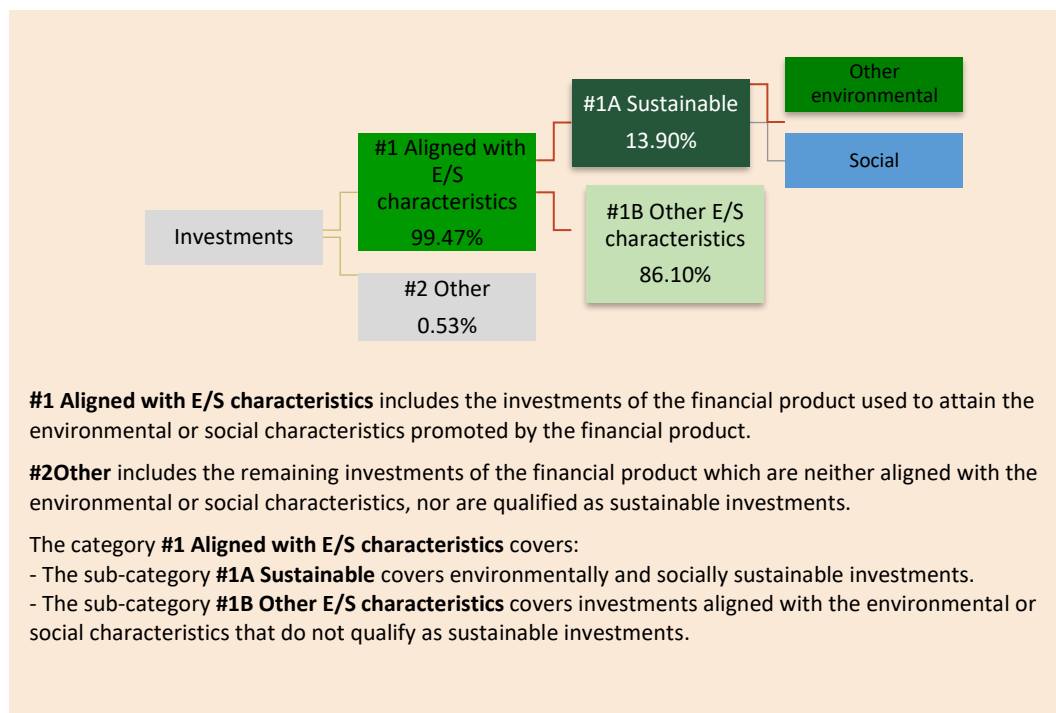 Other
environmental
#1A Sustainable
13.90%
Social
#1 Aligned with
E/S
characteristics
99.47%
#1B Other E/S
characteristics
86.10%
Investments
#2 Other
0.53%
#1 Aligned with E/S characteristics includes the investments of the financial product used to attain the
environmental or social characteristics promoted by the financial product.
#2Other includes the remaining investments of the financial product which are neither aligned with the
environmental or social characteristics, nor are qualified as sustainable investments.
The category #1 Aligned with E/S characteristics covers:
- The sub-category #1A Sustainable covers environmentally and socially sustainable investments.
- The sub-category #1B Other E/S characteristics covers investments aligned with the environmental or
social characteristics that do not qualify as sustainable investments.